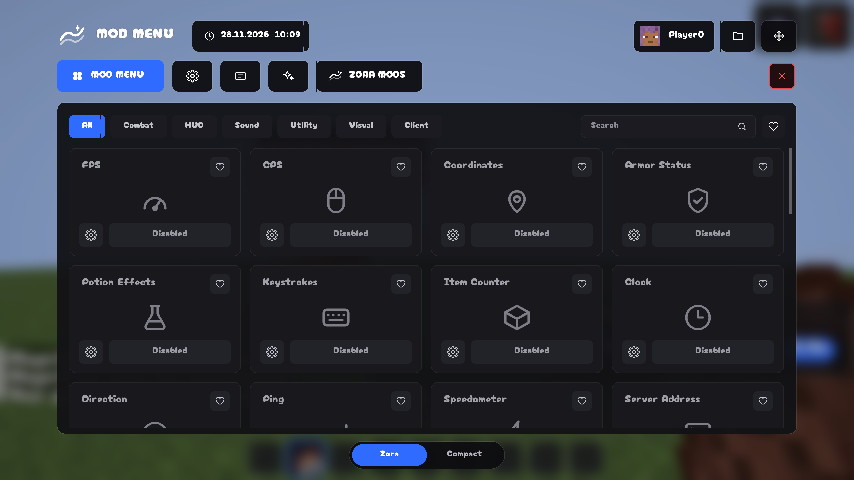 MOD MENU
28.11.2026 10:09
Player0
MOD MENU
ZORA MODS
All
Combat
HUD
Sound
Utility
Visual
Client
Search
FPS
CPS
Coordinates
Armor Status
Disabled
Disabled
Disabled
Disabled
Potion Effects
Keystrokes
Item Counter
Clock
Disabled
Disabled
Disabled
Disabled
Direction
Ping
Speedometer
Server Address
Zora
Compact